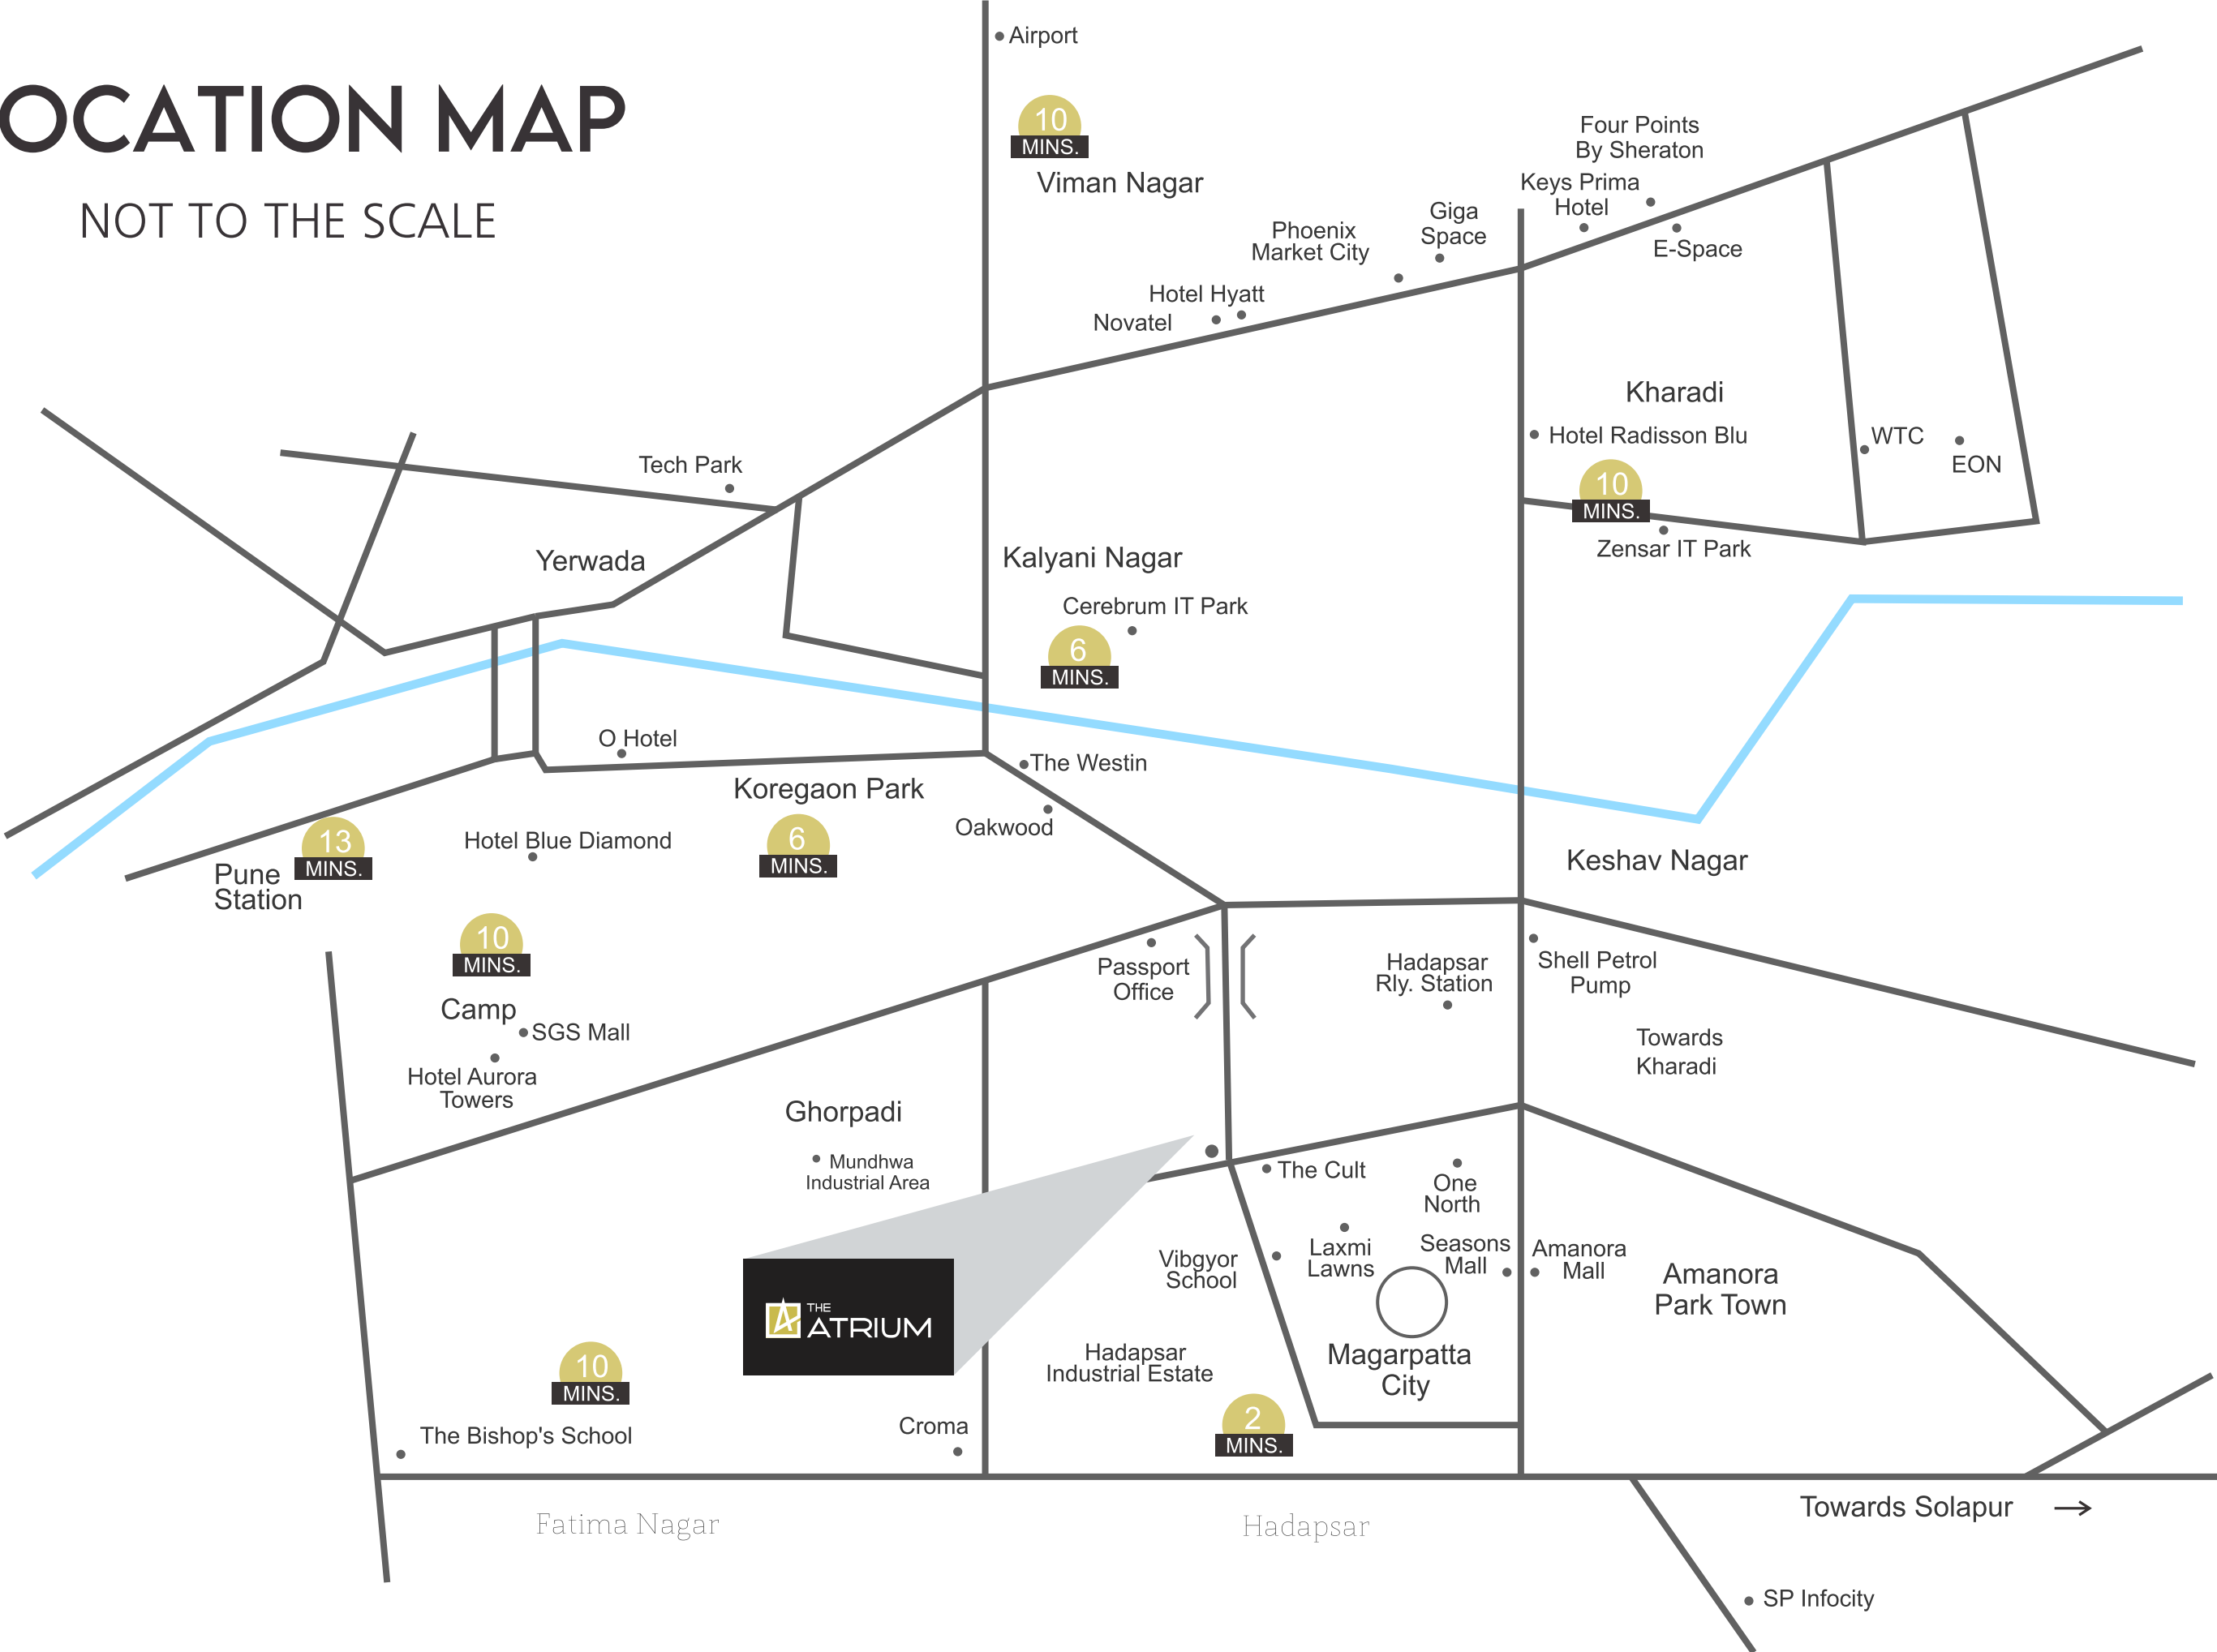 OCATION MAP
NOT TO THE SCALE
Airport
10
MINS.
Viman Nagar
Four Points
By Sheraton
Keys Prima
Hotel
E-Space
Giga
Space
Phoenix
Market City
Hotel Hyatt
Novatel
Kharadi
Hotel Radisson Blu
WTC
EON
10
MINS.
Zensar IT Park
Tech Park
Yerwada
Kalyani Nagar
Cerebrum IT Park
6
MINS.
O Hotel
The Westin
Koregaon Park
Oakwood
6
MINS.
Hotel Blue Diamond
13
MINS.
Pune
Station
Keshav Nagar
10
MINS.
Camp
SGS Mall
Hotel Aurora
Towers
Passport
Office
Hadapsar
Rly. Station
Shell Petrol
Pump
Towards
Kharadi
Ghorpadi
Mundhwa
Industrial Area
The Cult
One
North
Vibgyor
School
Laxmi
Lawns
Seasons
Mall
Amanora
Mall
Amanora
Park Town
THE
ATRIUM
Hadapsar
Industrial Estate
Magarpatta
City
10
MINS.
The Bishop's School
Croma
2
MINS.
Fatima Nagar
Hadapsar
Towards Solapur →
SP Infocity